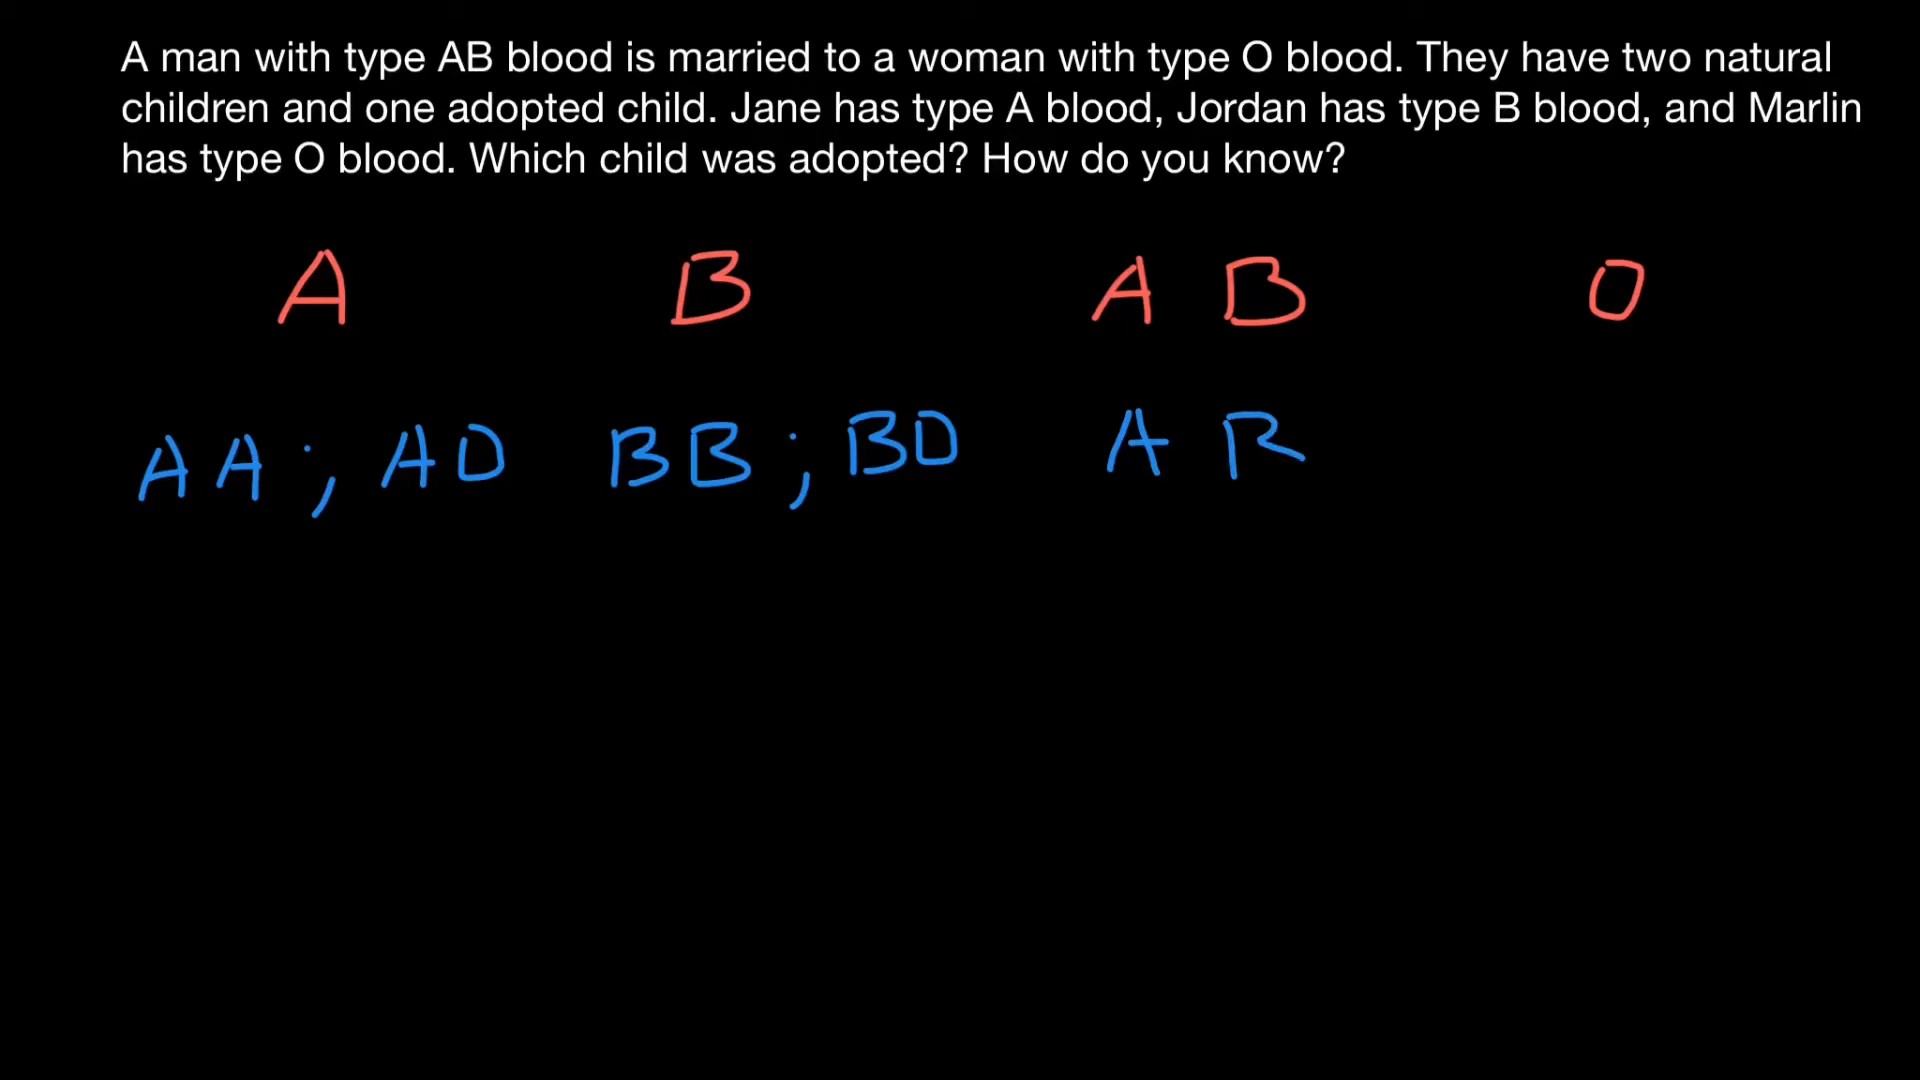 A man with type AB blood is married to a woman with type O blood. They have two natural
children and one adopted child. Jane has type A blood, Jordan has type B blood, and Marlin
has type O blood. Which child was adopted? How do you know?
A B A B O
AA; AO BB; BO A R